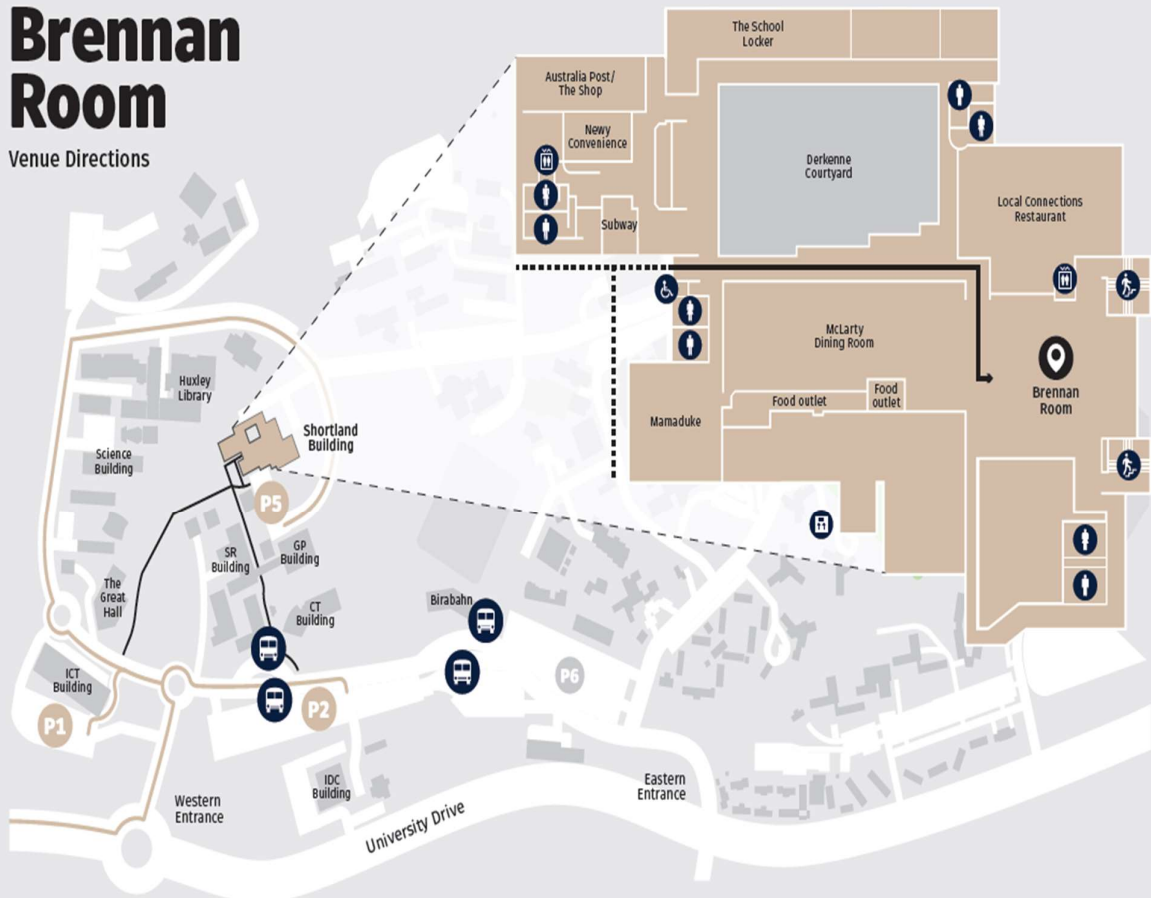 Brennan
Room
Venue Directions
The School
Locker
Australia Post/
The Shop
Newy
Convenience
Derkenne
Courtyard
Local Connections
Restaurant
Subway
McLarty
Dining Room
Food outlet
Food
outlet
Brennan
Room
Mamaduke
Huxley
Library
Shortland
Building
Science
Building
P5
SR
Building
GP
Building
The
Great
Hall
CT
Building
Birabahn
ICT
Building
P1
P2
P6
IDC
Building
Western
Entrance
Eastern
Entrance
University Drive